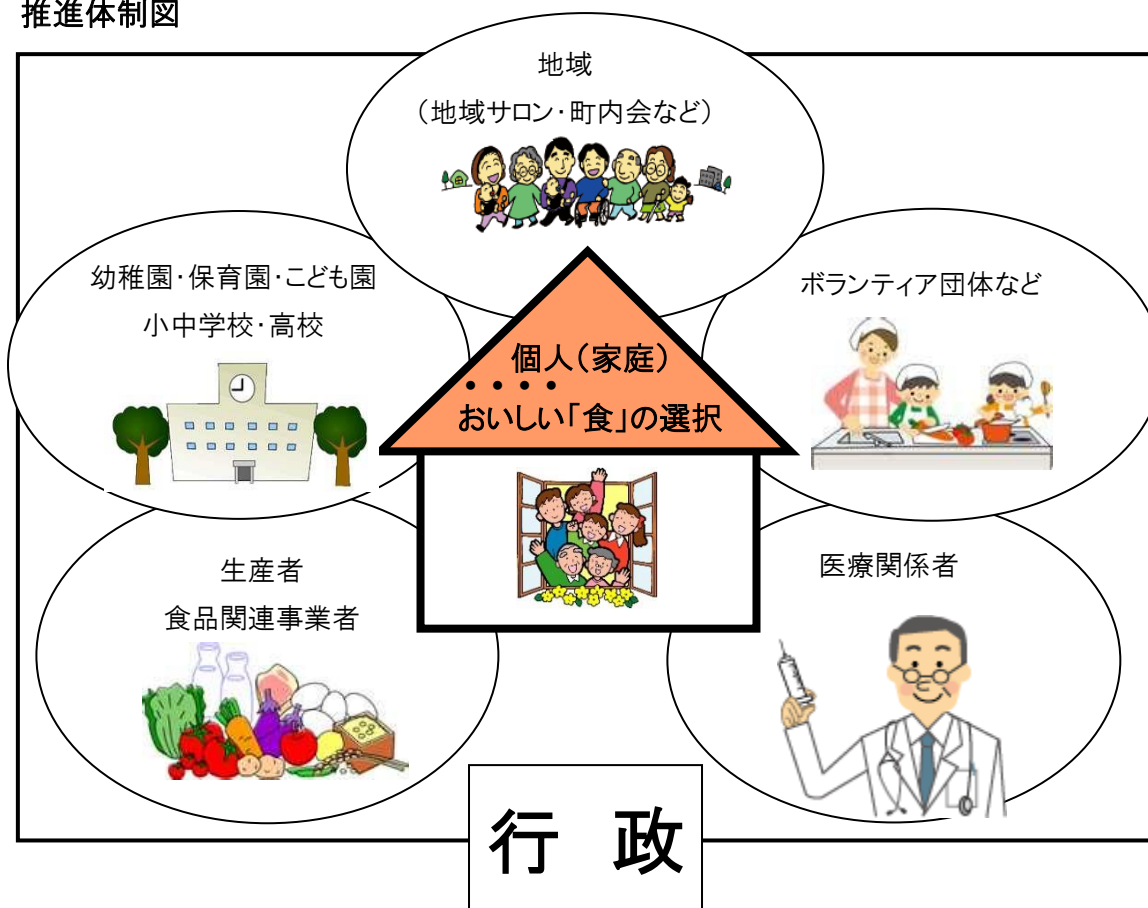 推進体制図
地域
（地域サロン・町内会など）
幼稚園・保育園・こども園
小中学校・高校
ボランティア団体など
個人（家庭）
おいしい「食」の選択
生産者
食品関連事業者
医療関係者
行　政